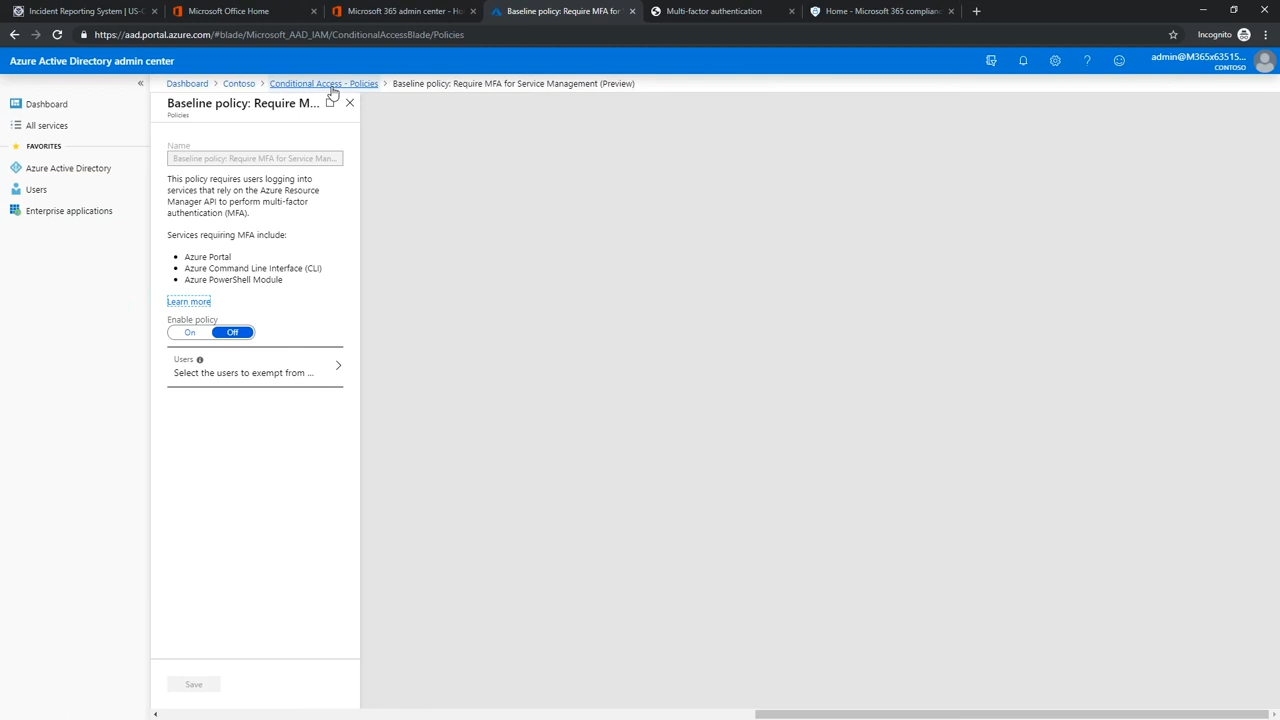 Incident Reporting System | US-C
Microsoft Office Home
Microsoft 365 admin center - Ho
Baseline policy: Require MFA for
Multi-factor authentication
Home - Microsoft 365 complianc
https://aad.portal.azure.com/#blade/Microsoft_AAD_IAM/ConditionalAccessBlade/Policies
Incognito
Azure Active Directory admin center
admin@M365x63515...
CONTOSO
Dashboard > Contoso > Conditional Access - Policies > Baseline policy: Require MFA for Service Management (Preview)
Dashboard
All services
FAVORITES
Azure Active Directory
Users
Enterprise applications
Baseline policy: Require M...
Policies
Name
Baseline policy: Require MFA for Service Man...
This policy requires users logging into
services that rely on the Azure Resource
Manager API to perform multi-factor
authentication (MFA).
Services requiring MFA include:
• Azure Portal
• Azure Command Line Interface (CLI)
• Azure PowerShell Module
Learn more
Enable policy
On Off
Users
Select the users to exempt from ...
Save